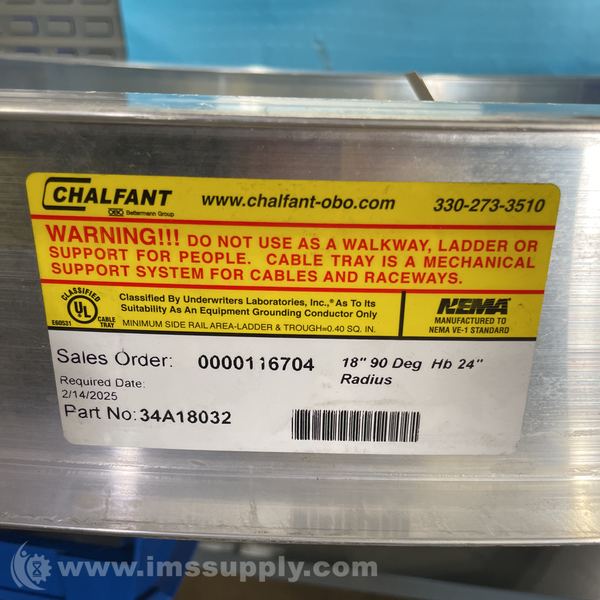 CHALFANT
OBO Bettermann Group
www.chalfant-obo.com
330-273-3510
WARNING!!! DO NOT USE AS A WALKWAY, LADDER OR
SUPPORT FOR PEOPLE. CABLE TRAY IS A MECHANICAL
SUPPORT SYSTEM FOR CABLES AND RACEWAYS.
CLASSIFIED
UL
E60531
CABLE
TRAY
Classified By Underwriters Laboratories, Inc.,® As To Its
Suitability As An Equipment Grounding Conductor Only
MINIMUM SIDE RAIL AREA-LADDER & TROUGH=0.40 SQ. IN.
NEMA
MANUFACTURED TO
NEMA VE-1 STANDARD
Sales Order: 0000116704
18" 90 Deg Hb 24"
Radius
Required Date:
2/14/2025
Part No: 34A18032
www.imssupply.com